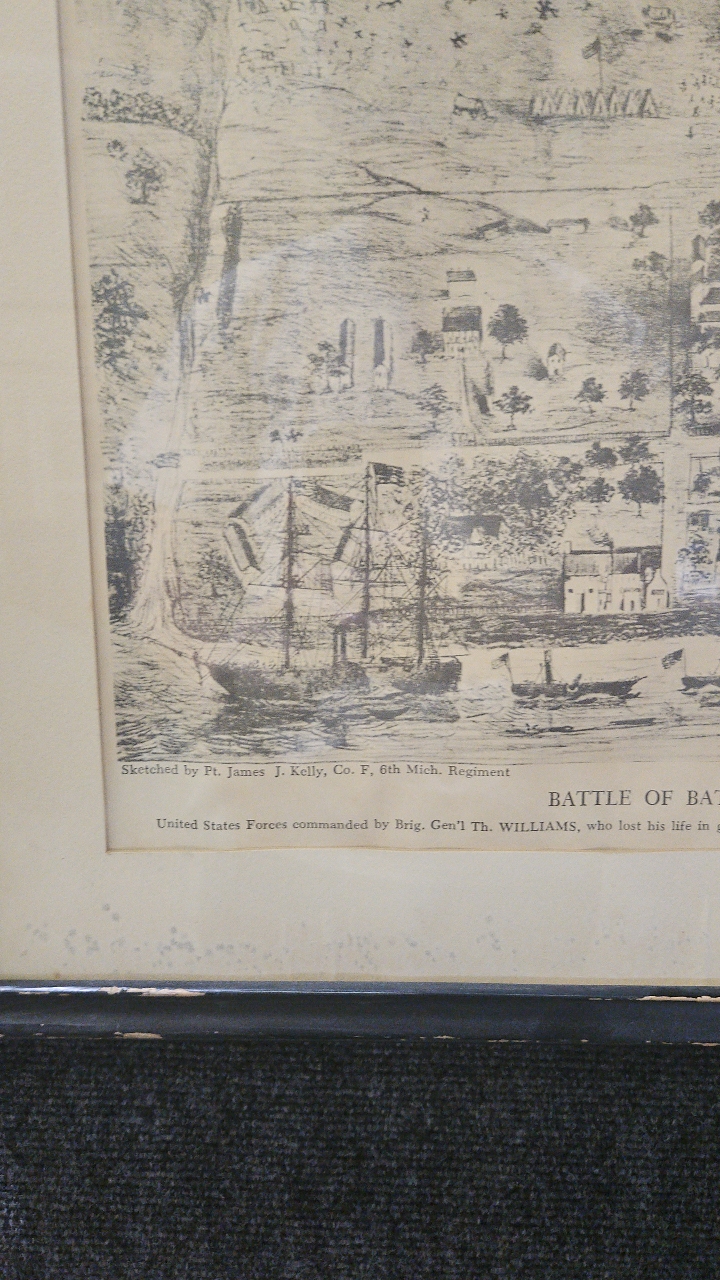 Sketched by Pt. James J. Kelly, Co. F, 6th Mich. Regiment
BATTLE OF BAT
United States Forces commanded by Brig. Gen'l Th. WILLIAMS, who lost his life in g